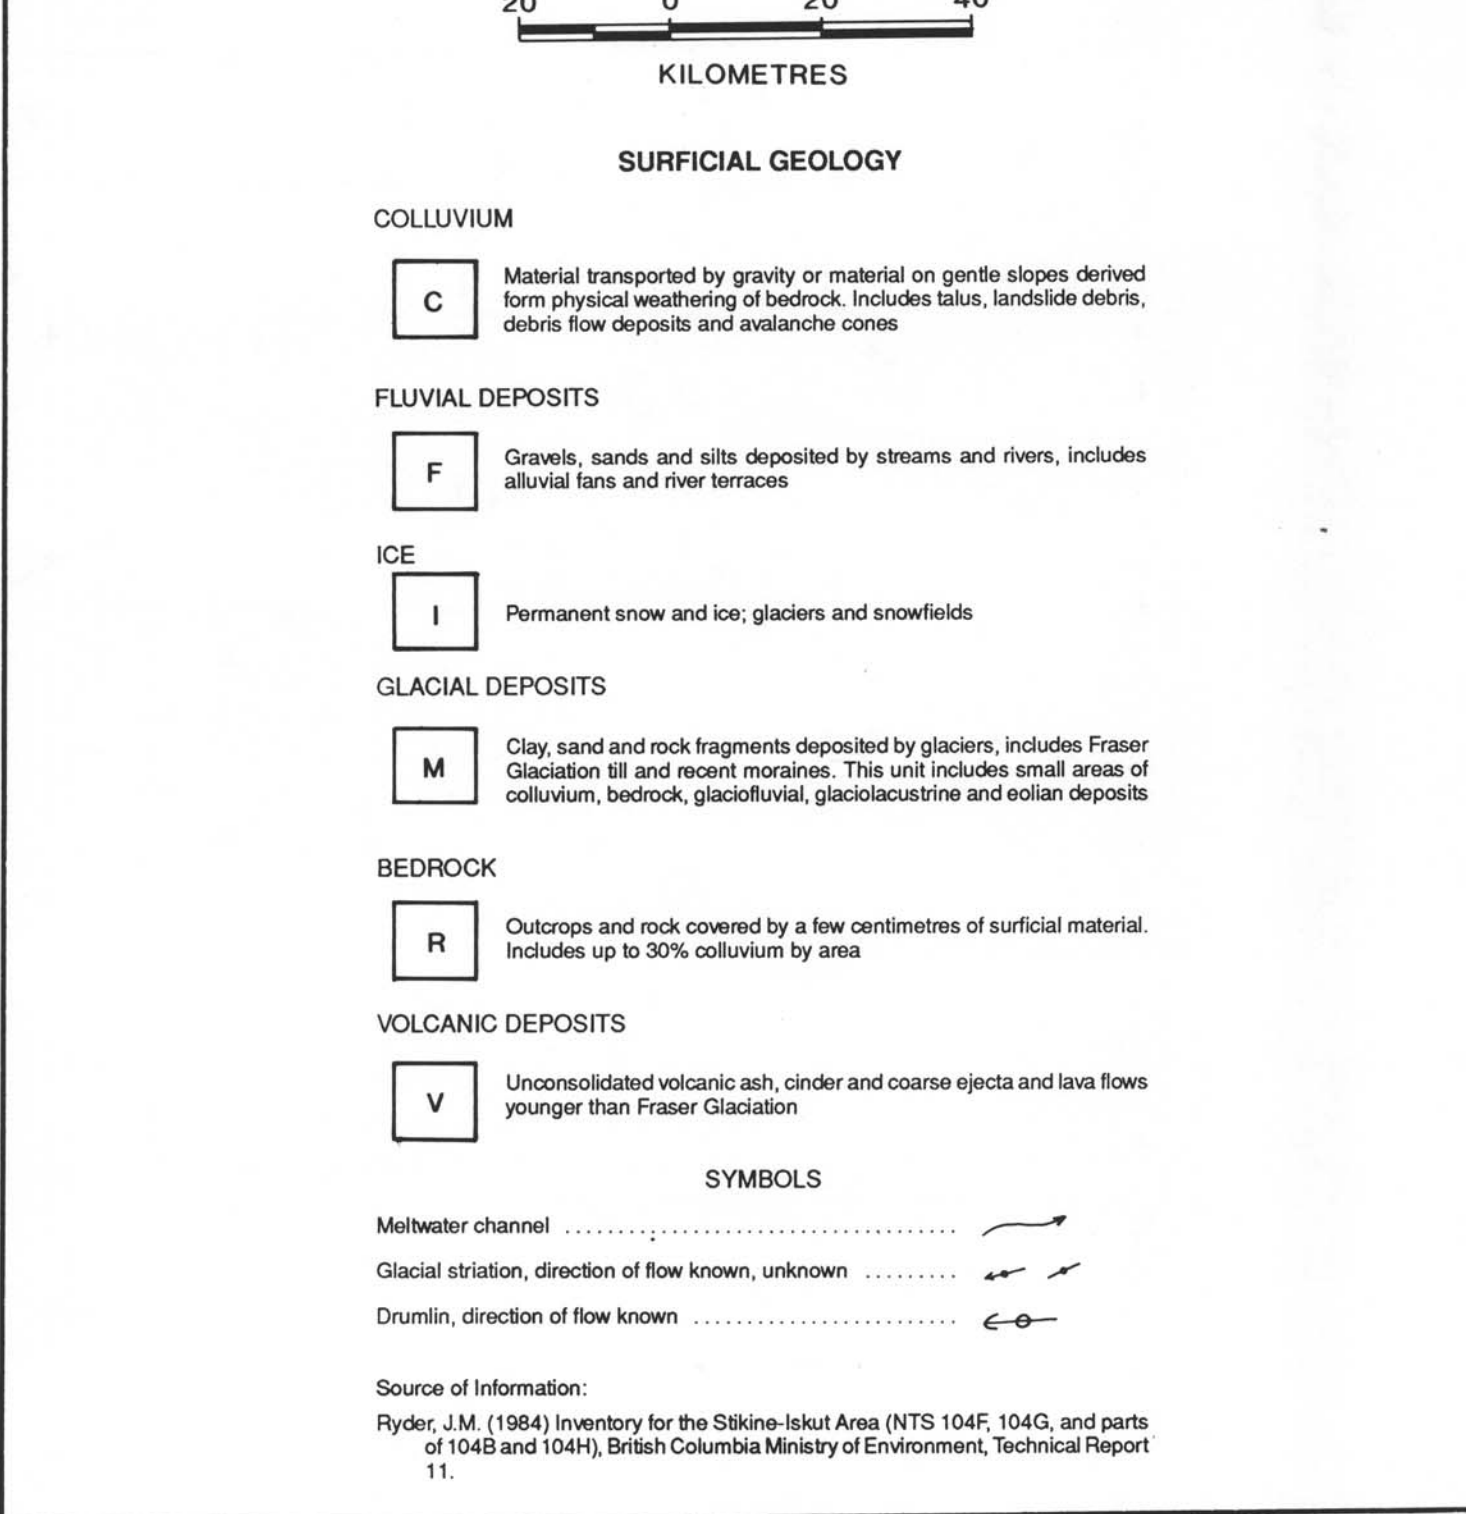 20 0 20 40
KILOMETRES
SURFICIAL GEOLOGY
COLLUVIUM
C
Material transported by gravity or material on gentle slopes derived
form physical weathering of bedrock. Includes talus, landslide debris,
debris flow deposits and avalanche cones
FLUVIAL DEPOSITS
F
Gravels, sands and silts deposited by streams and rivers, includes
alluvial fans and river terraces
ICE
I
Permanent snow and ice; glaciers and snowfields
GLACIAL DEPOSITS
M
Clay, sand and rock fragments deposited by glaciers, includes Fraser
Glaciation till and recent moraines. This unit includes small areas of
colluvium, bedrock, glaciofluvial, glaciolacustrine and eolian deposits
BEDROCK
R
Outcrops and rock covered by a few centimetres of surficial material.
Includes up to 30% colluvium by area
VOLCANIC DEPOSITS
V
Unconsolidated volcanic ash, cinder and coarse ejecta and lava flows
younger than Fraser Glaciation
SYMBOLS
Meltwater channel ......................................
Glacial striation, direction of flow known, unknown .........
Drumlin, direction of flow known .........................
Source of Information:
Ryder, J.M. (1984) Inventory for the Stikine-Iskut Area (NTS 104F, 104G, and parts
of 104B and 104H), British Columbia Ministry of Environment, Technical Report
11.